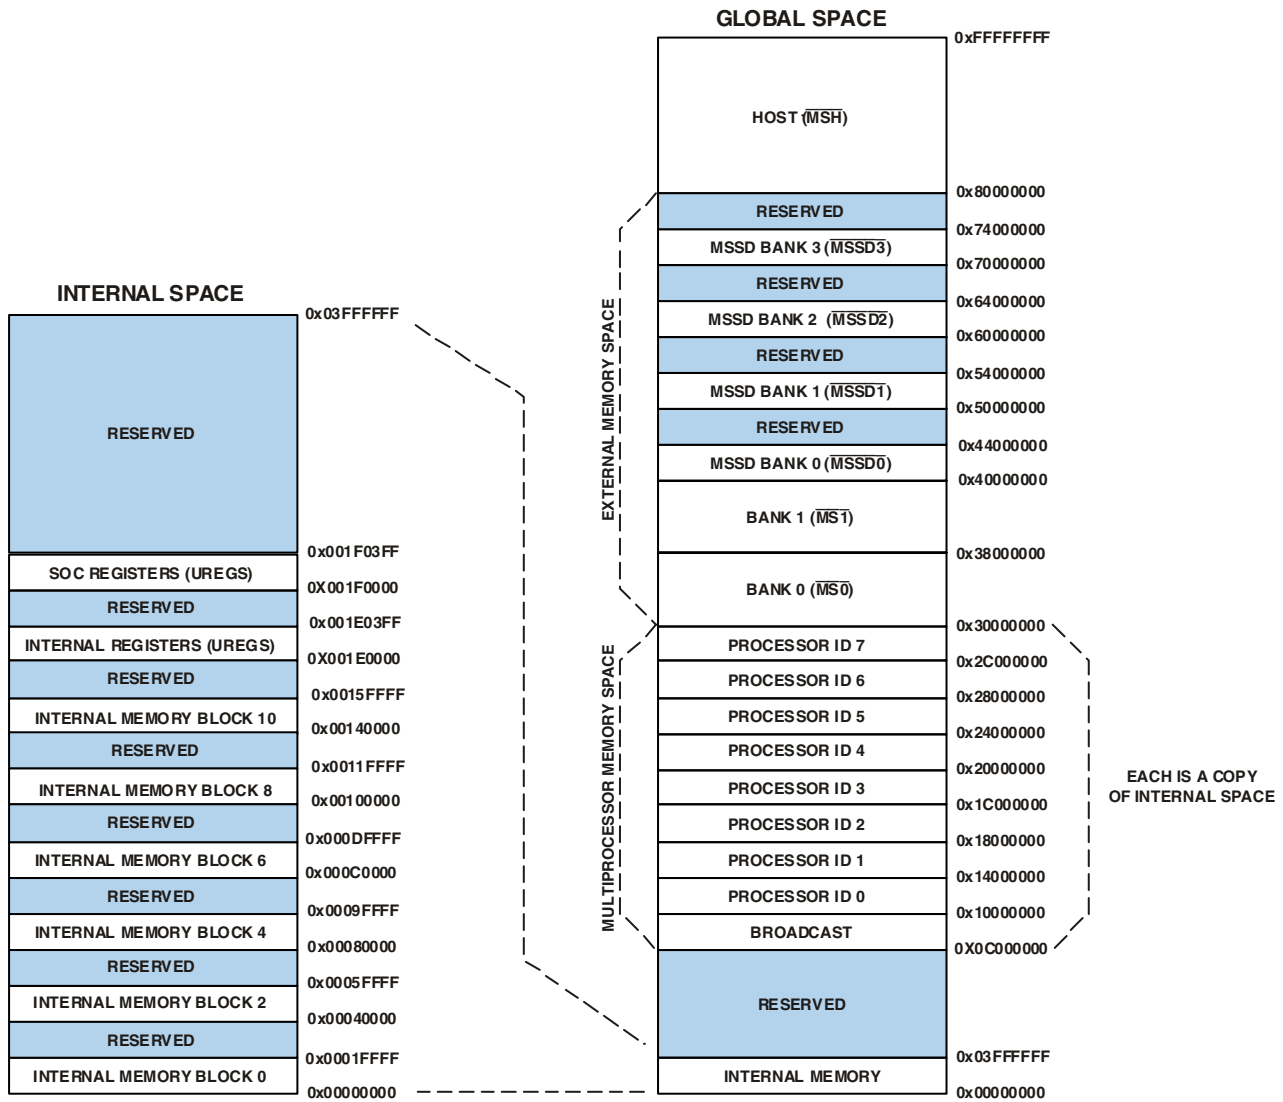 INTERNAL SPACE
0x03FFFFFF
RESERVED
0x001F03FF
SOC REGISTERS (UREGS)
0X001F0000
RESERVED
0x001E03FF
INTERNAL REGISTERS (UREGS)
0X001E0000
RESERVED
0x0015FFFF
INTERNAL MEMORY BLOCK 10
0x00140000
RESERVED
0x0011FFFF
INTERNAL MEMORY BLOCK 8
0x00100000
RESERVED
0x000DFFFF
INTERNAL MEMORY BLOCK 6
0x000C0000
RESERVED
0x0009FFFF
INTERNAL MEMORY BLOCK 4
0x00080000
RESERVED
0x0005FFFF
INTERNAL MEMORY BLOCK 2
0x00040000
RESERVED
0x0001FFFF
INTERNAL MEMORY BLOCK 0
0x00000000
GLOBAL SPACE
0xFFFFFFFF
HOST (MSH)
0x80000000
RESERVED
0x74000000
MSSD BANK 3 (MSSD3)
0x70000000
RESERVED
0x64000000
MSSD BANK 2 (MSSD2)
0x60000000
RESERVED
0x54000000
MSSD BANK 1 (MSSD1)
0x50000000
RESERVED
0x44000000
MSSD BANK 0 (MSSD0)
0x40000000
BANK 1 (MS1)
0x38000000
BANK 0 (MS0)
0x30000000
PROCESSOR ID 7
0x2C000000
PROCESSOR ID 6
0x28000000
PROCESSOR ID 5
0x24000000
PROCESSOR ID 4
0x20000000
PROCESSOR ID 3
0x1C000000
PROCESSOR ID 2
0x18000000
PROCESSOR ID 1
0x14000000
PROCESSOR ID 0
0x10000000
BROADCAST
0X0C000000
RESERVED
0x03FFFFFF
INTERNAL MEMORY
0x00000000
EXTERNAL MEMORY SPACE
MULTIPROCESSOR MEMORY SPACE
EACH IS A COPY
OF INTERNAL SPACE